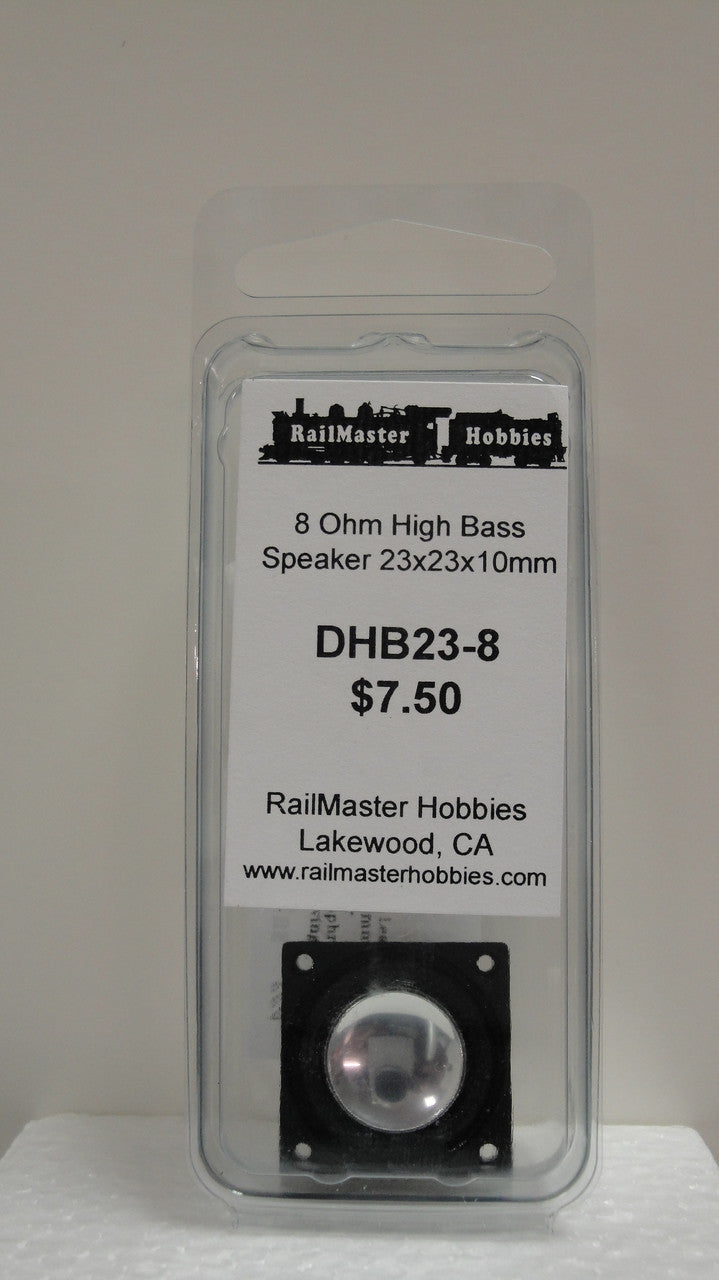 RailMaster Hobbies
8 Ohm High Bass
Speaker 23x23x10mm
DHB23-8
$7.50
RailMaster Hobbies
Lakewood, CA
www.railmasterhobbies.com